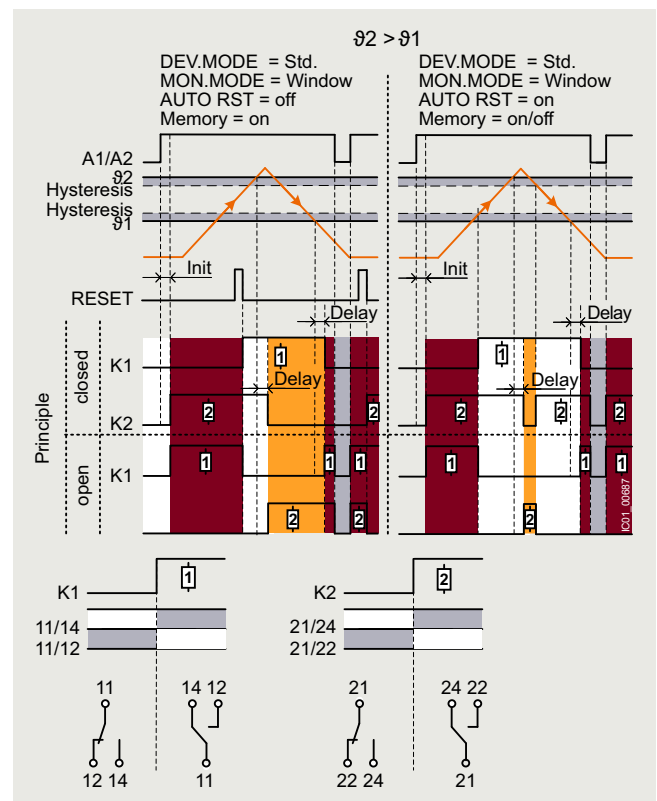 ϑ2 > ϑ1
DEV.MODE = Std.
MON.MODE = Window
AUTO RST = off
Memory = on
DEV.MODE = Std.
MON.MODE = Window
AUTO RST = on
Memory = on/off
A1/A2
ϑ2
Hysteresis
Hysteresis
ϑ1
Init
Init
RESET
Delay
Delay
Principle
closed
open
K1
1
1
Delay
Delay
K2
2
2
2
2
2
K1
1
1
1
1
1
1
2
2
2
IC01_00687
K1
1
11/14
11/12
K2
2
21/24
21/22
11
14 12
21
24 22
12 14
11
22 24
21